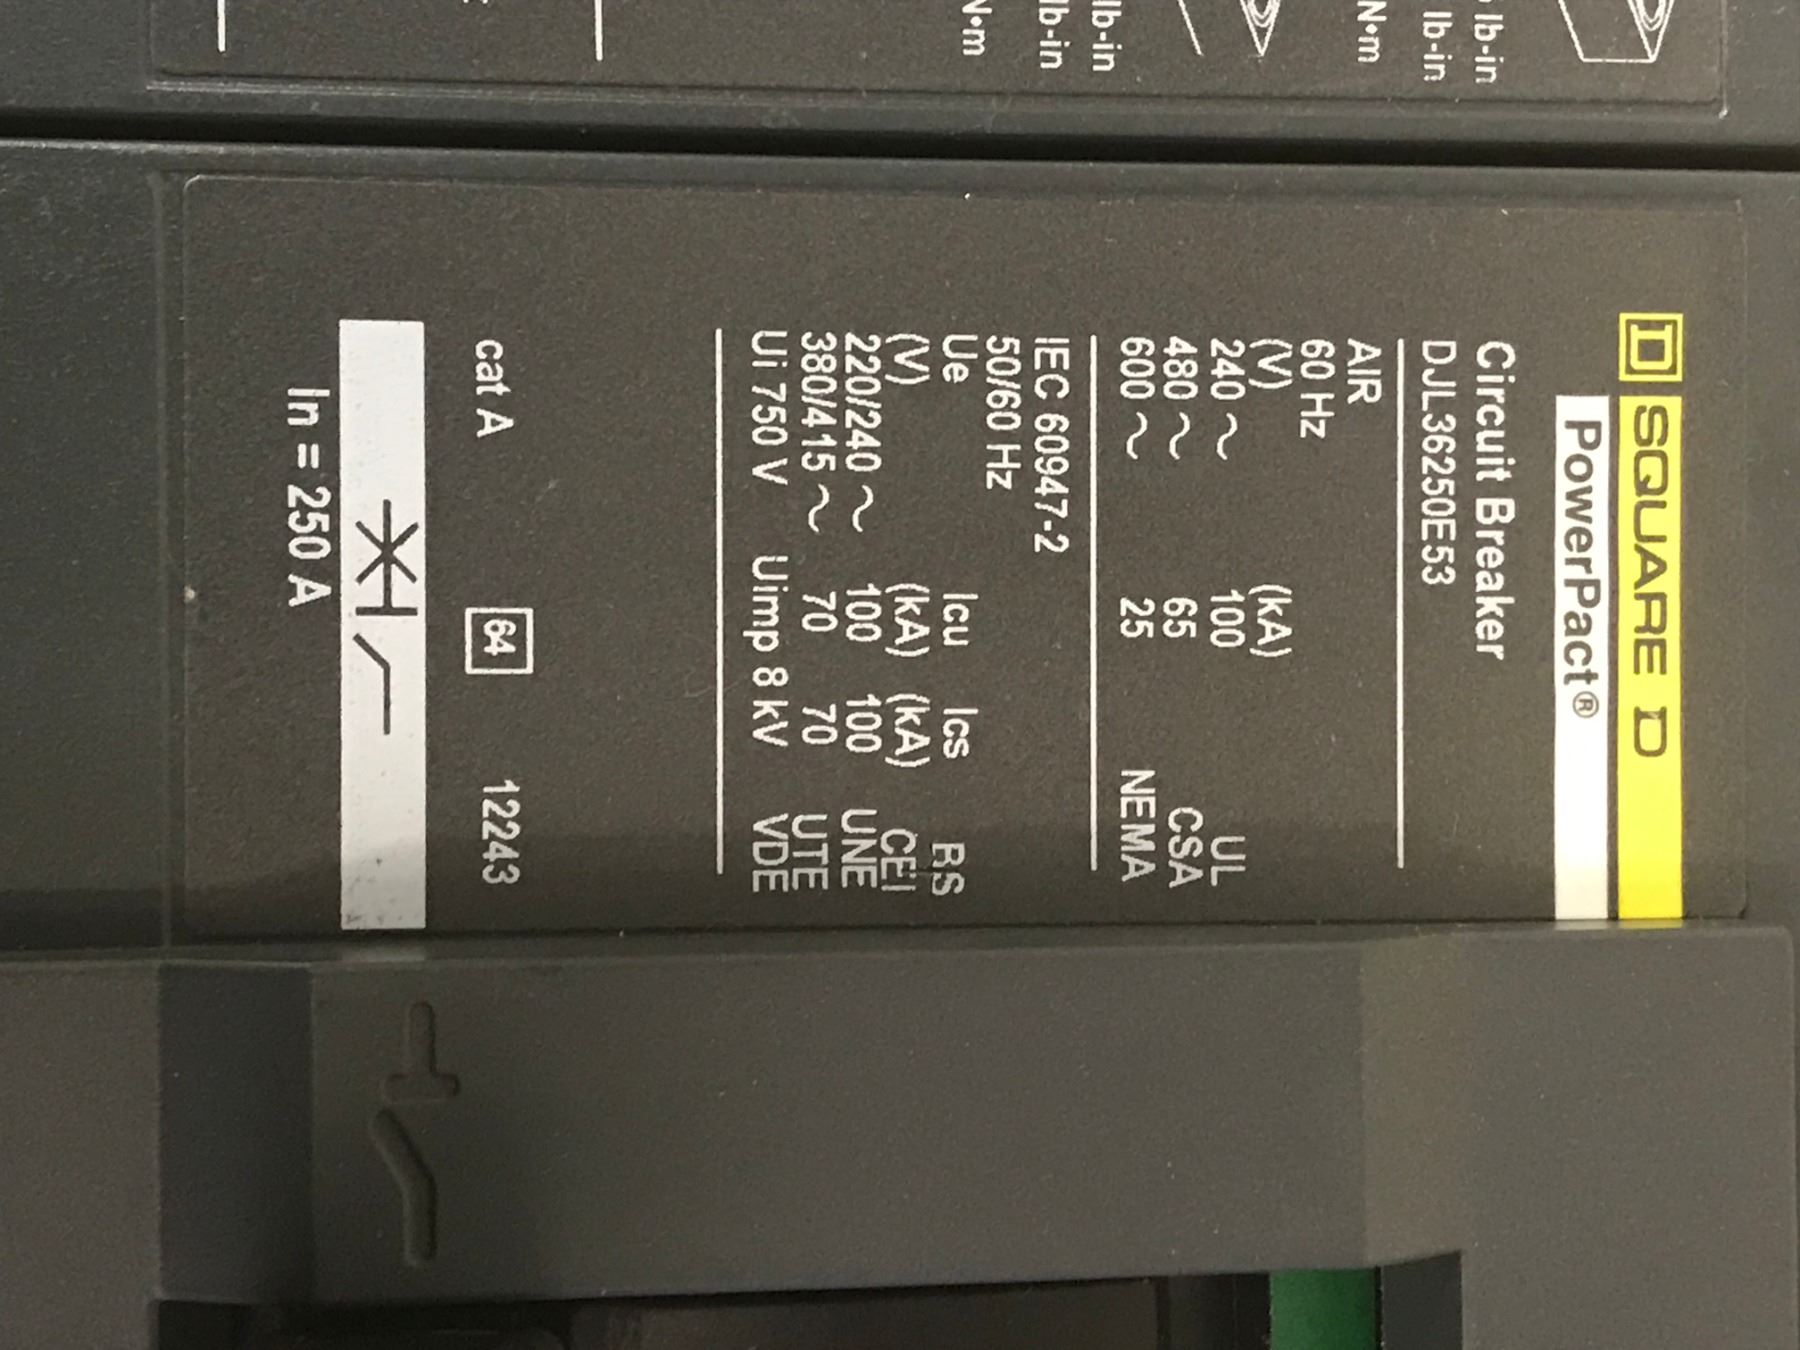 N•m
lb-in
lb-in
N•m
lb-in
lb-in
D SQUARE D
PowerPact®
Circuit Breaker
DJL36250E53
AIR
60 Hz
(V) (kA)
240 ~ 100 UL
480 ~ 65 CSA
600 ~ 25 NEMA
IEC 60947-2
50/60 Hz
Ue Icu Ics BS
(V) (kA) (kA) CEI
220/240 ~ 100 100 UNE
380/415 ~ 70 70 UTE
Ui 750 V Uimp 8 kV VDE
cat A 64 12243
In = 250 A